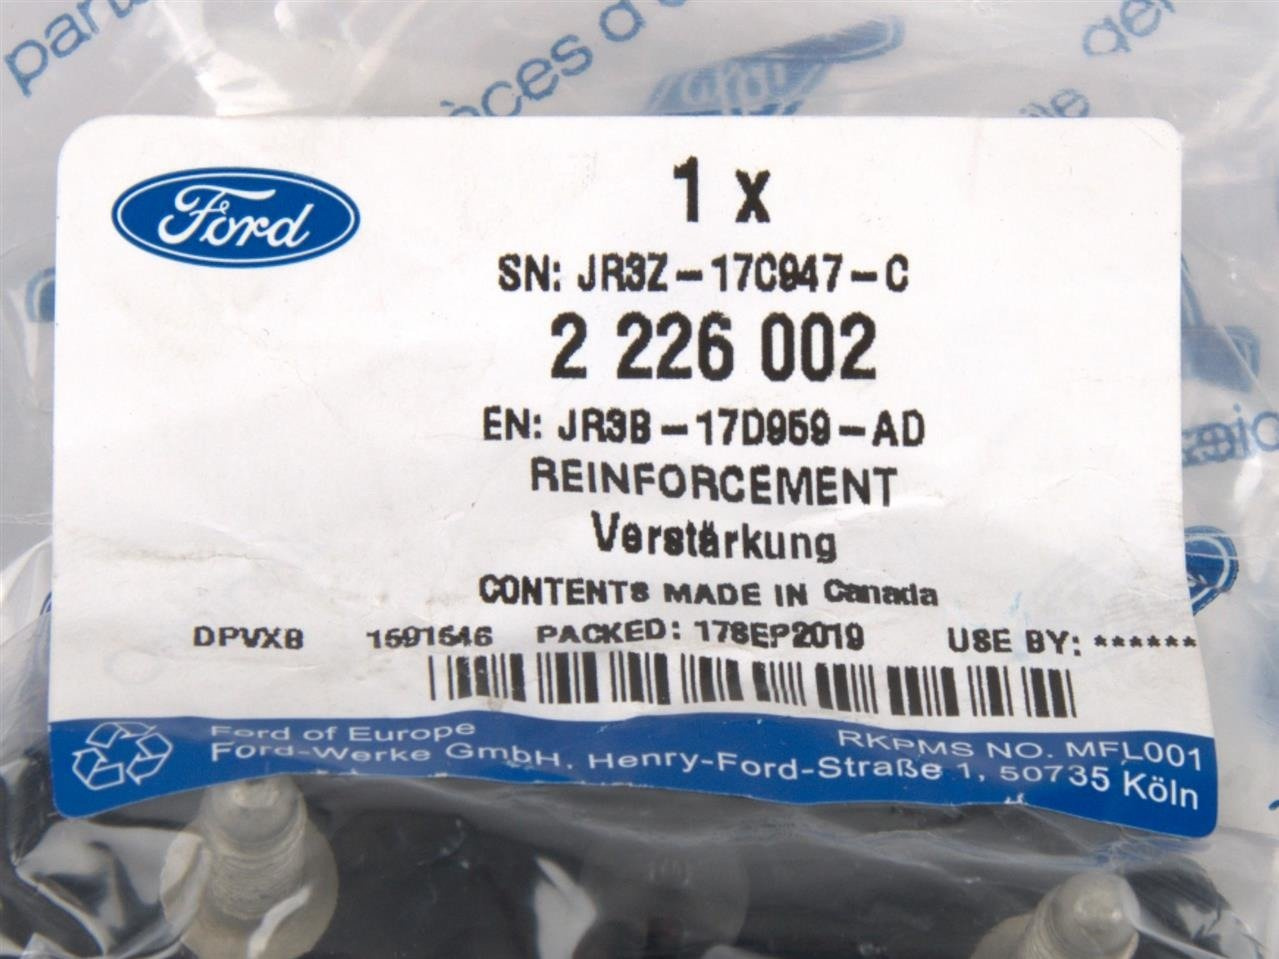 parts
pièces d'o
Ford
1 x
SN: JR3Z-17C947-C
2 226 002
EN: JR3B-17D959-AD
REINFORCEMENT
Verstärkung
CONTENTS MADE IN Canada
DPVXB 1591546 PACKED: 17SEP2019 USE BY: ******
Ford of Europe
RKPMS NO. MFL001
Ford-Werke GmbH, Henry-Ford-Straße 1, 50735 Köln